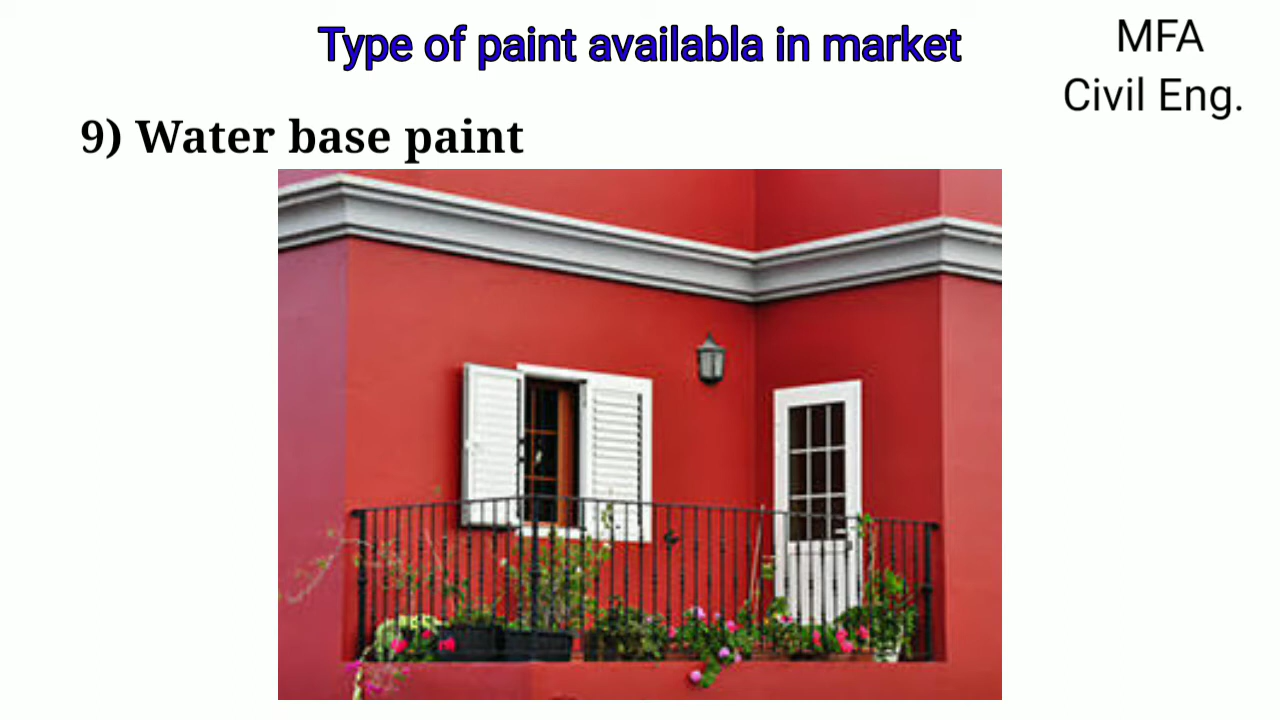 Type of paint availabla in market
MFA
Civil Eng.
9) Water base paint